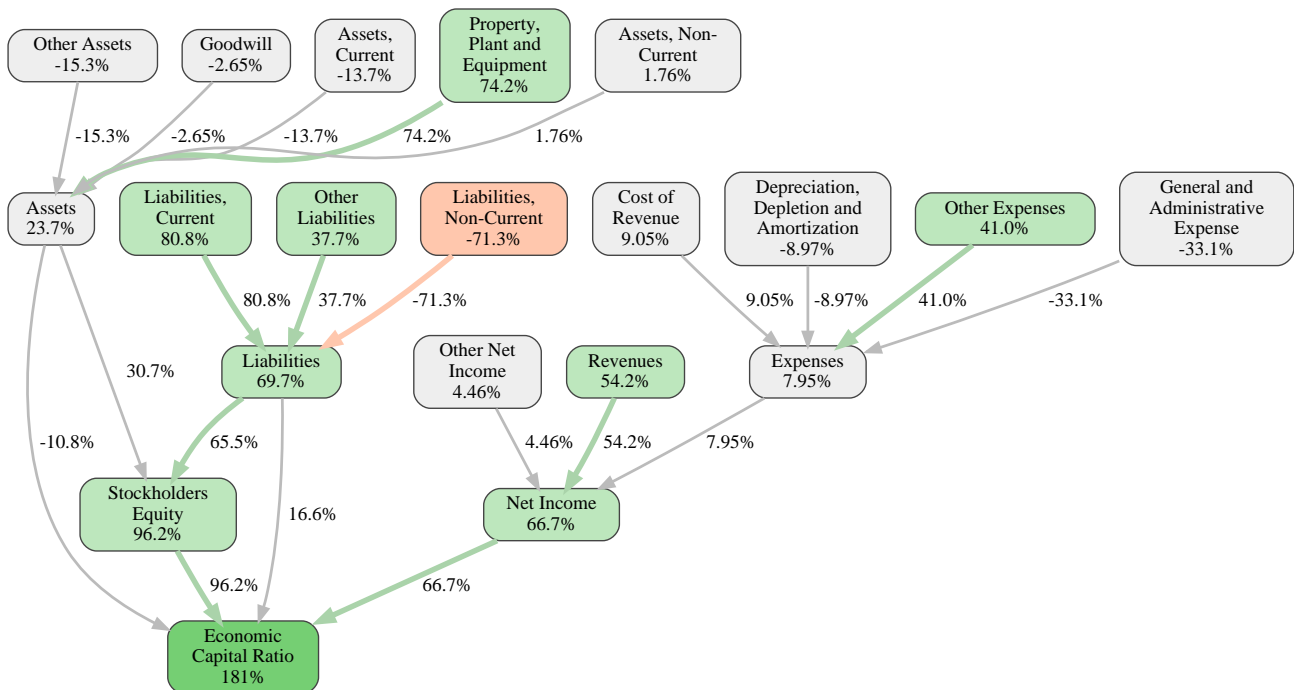 Other Assets
-15.3%
Goodwill
-2.65%
Assets,
Current
-13.7%
Property,
Plant and
Equipment
74.2%
Assets, Non-
Current
1.76%
-15.3%
-2.65%
-13.7%
74.2%
1.76%
Assets
23.7%
Liabilities,
Current
80.8%
Other
Liabilities
37.7%
Liabilities,
Non-Current
-71.3%
Cost of
Revenue
9.05%
Depreciation,
Depletion and
Amortization
-8.97%
Other Expenses
41.0%
General and
Administrative
Expense
-33.1%
80.8%
37.7%
-71.3%
9.05%
-8.97%
41.0%
-33.1%
30.7%
Liabilities
69.7%
Other Net
Income
4.46%
Revenues
54.2%
Expenses
7.95%
-10.8%
65.5%
4.46%
54.2%
7.95%
Stockholders
Equity
96.2%
16.6%
Net Income
66.7%
96.2%
66.7%
Economic
Capital Ratio
181%